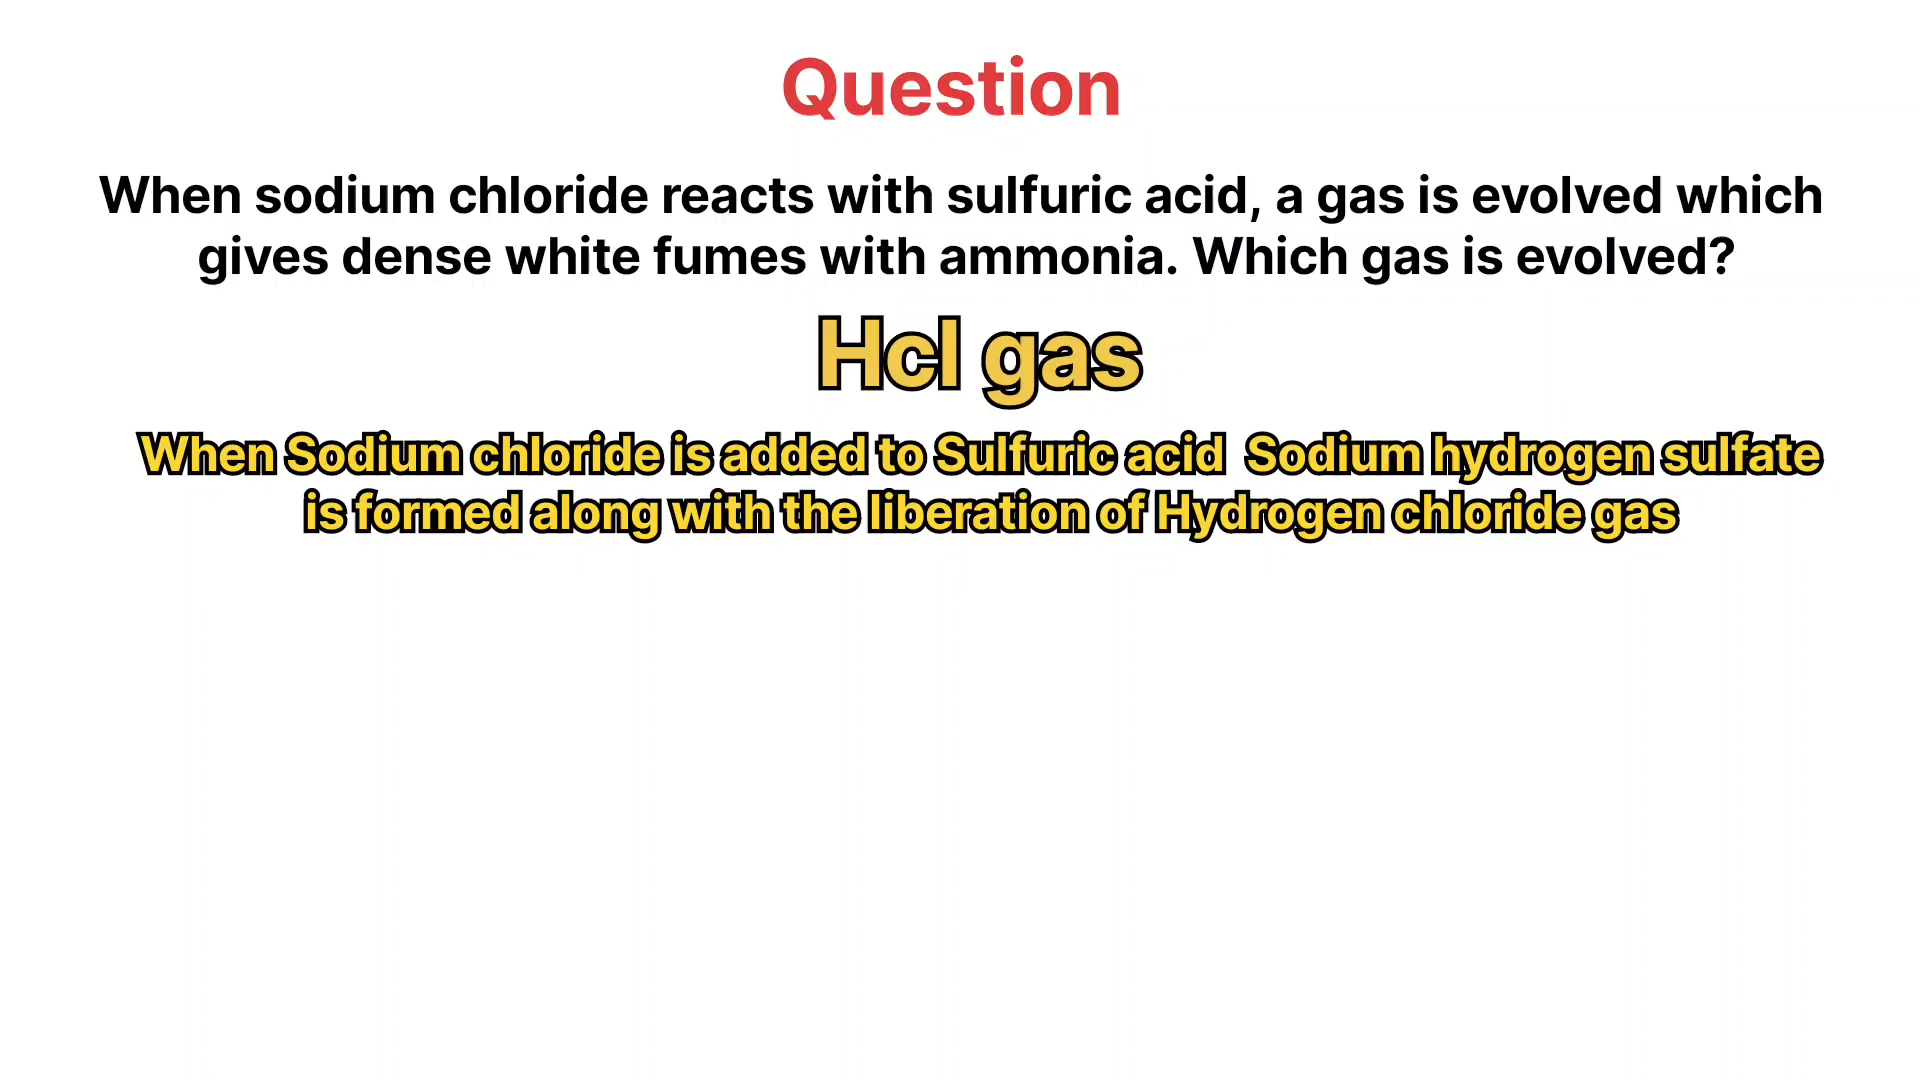 Question
When sodium chloride reacts with sulfuric acid, a gas is evolved which
gives dense white fumes with ammonia. Which gas is evolved?
Hcl gas
When Sodium chloride is added to Sulfuric acid  Sodium hydrogen sulfate
is formed along with the liberation of Hydrogen chloride gas